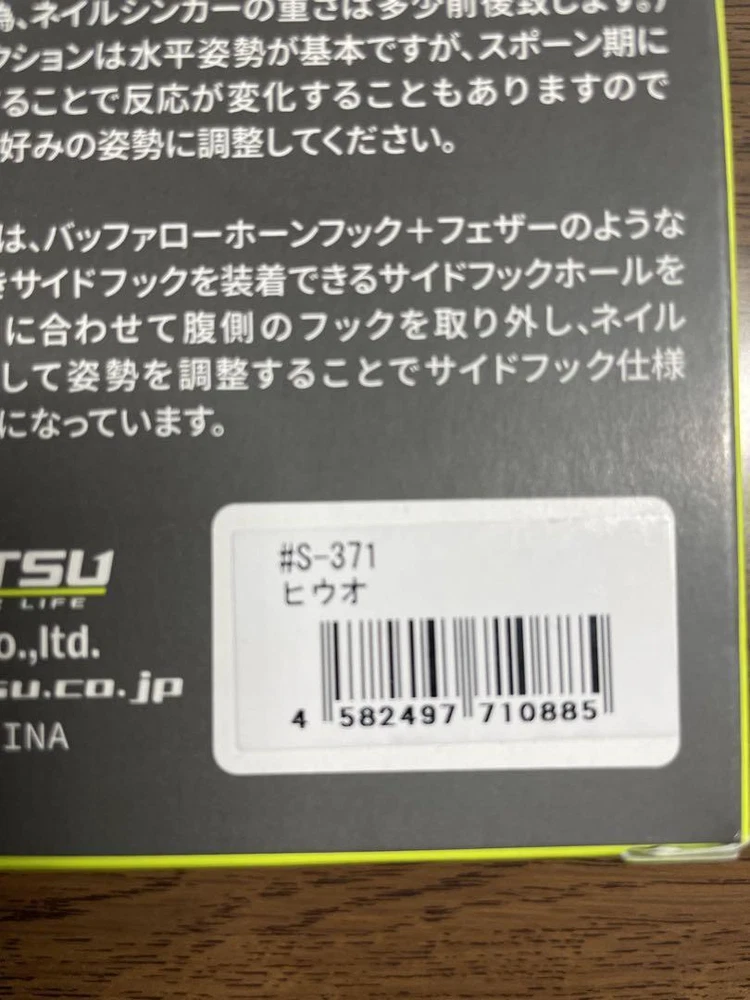 、ネイルシンカーの重さは多少前後致します。)
クションは水平姿勢が基本ですが、スポーン期に
ることで反応が変化することもありますので
好みの姿勢に調整してください。
は、バッファローホーンフック＋フェザーのような
きサイドフックを装着できるサイドフックホールを
に合わせて腹側のフックを取り外し、ネイル
して姿勢を調整することでサイドフック仕様
になっています。
TSU
LIFE
o.,ltd.
su.co.jp
INA
#S-371
ヒウオ
4 582497 710885